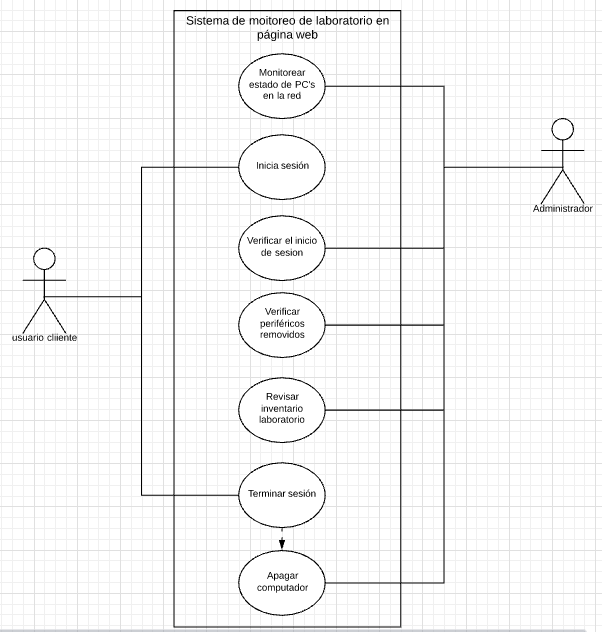 Sistema de moitoreo de laboratorio en
página web
Monitorear
estado de PC's
en la red
Inicia sesión
Administrador
Verificar el inicio
de sesion
Verificar
periféricos
removidos
usuario cliiente
Revisar
inventario
laboratorio
Terminar sesión
Apagar
computador